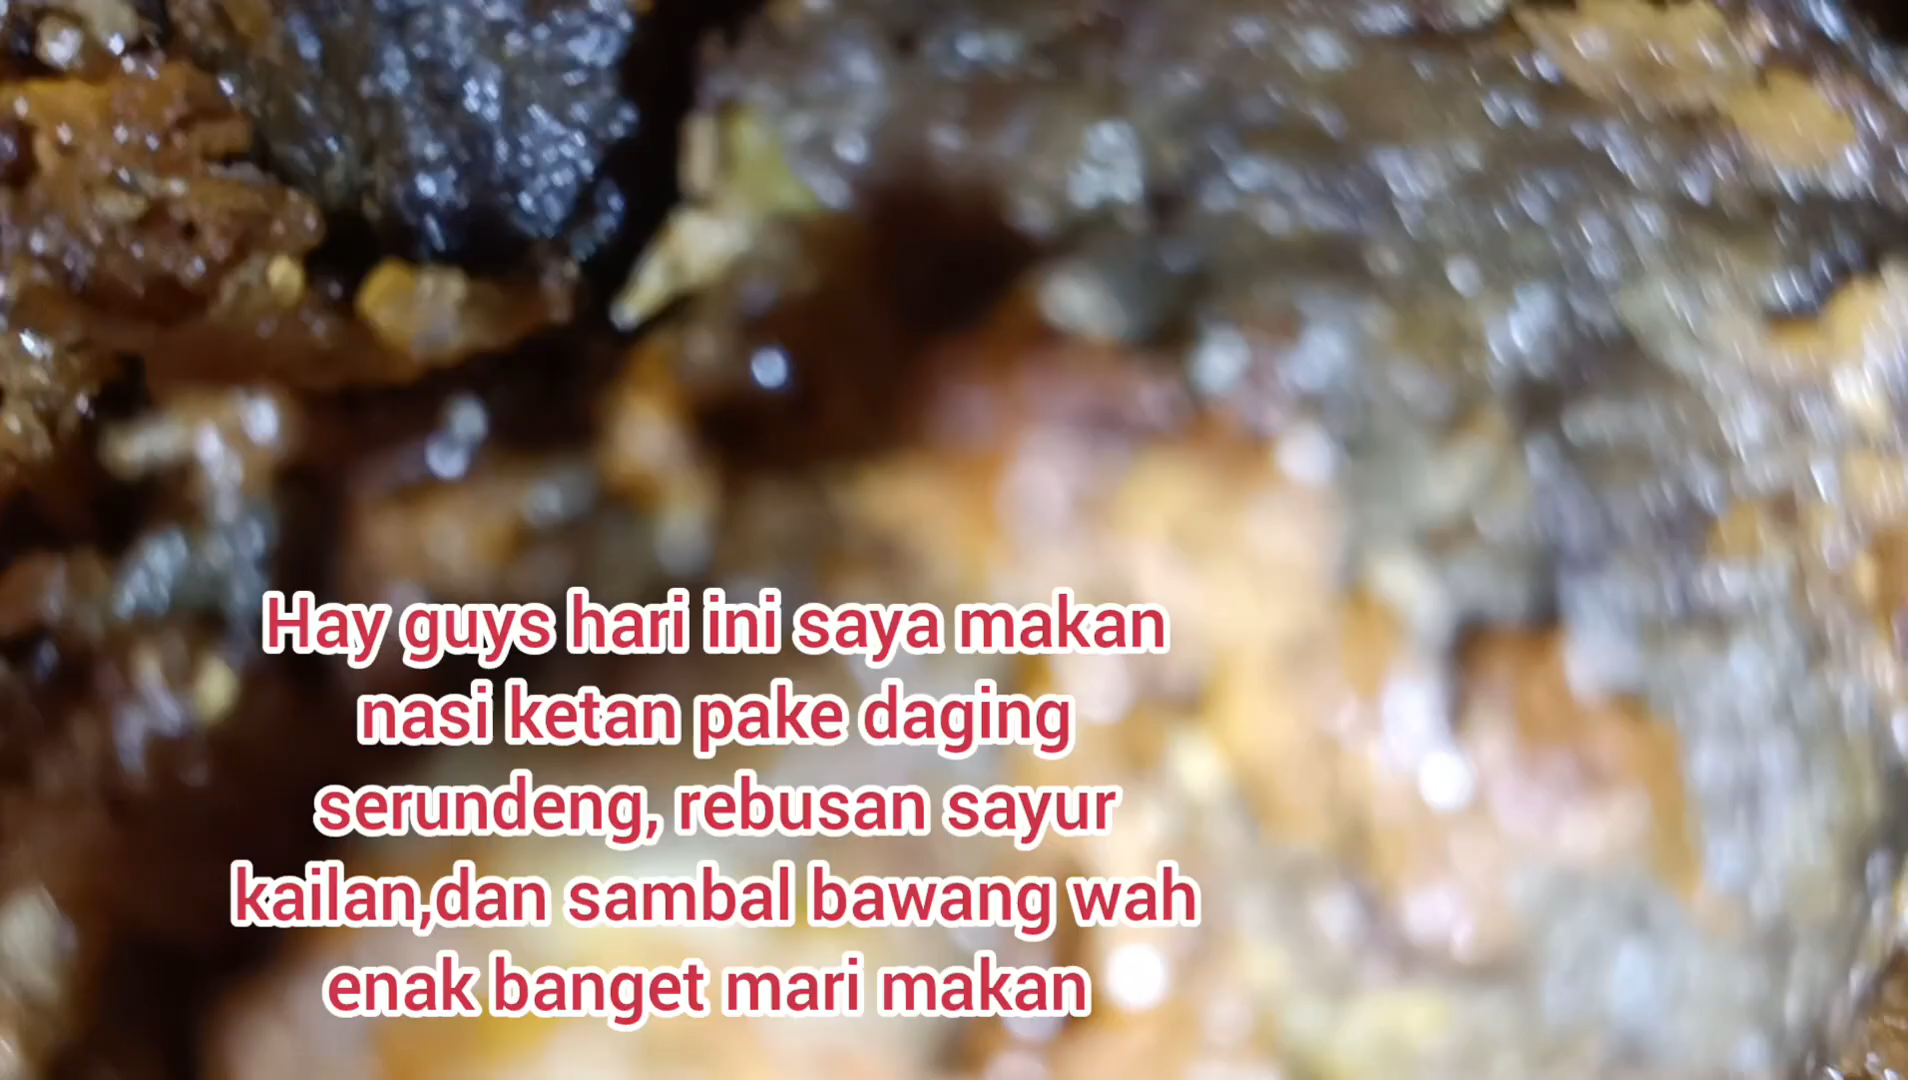 Hay guys hari ini saya makan
nasi ketan pake daging
serundeng, rebusan sayur
kailan,dan sambal bawang wah
enak banget mari makan